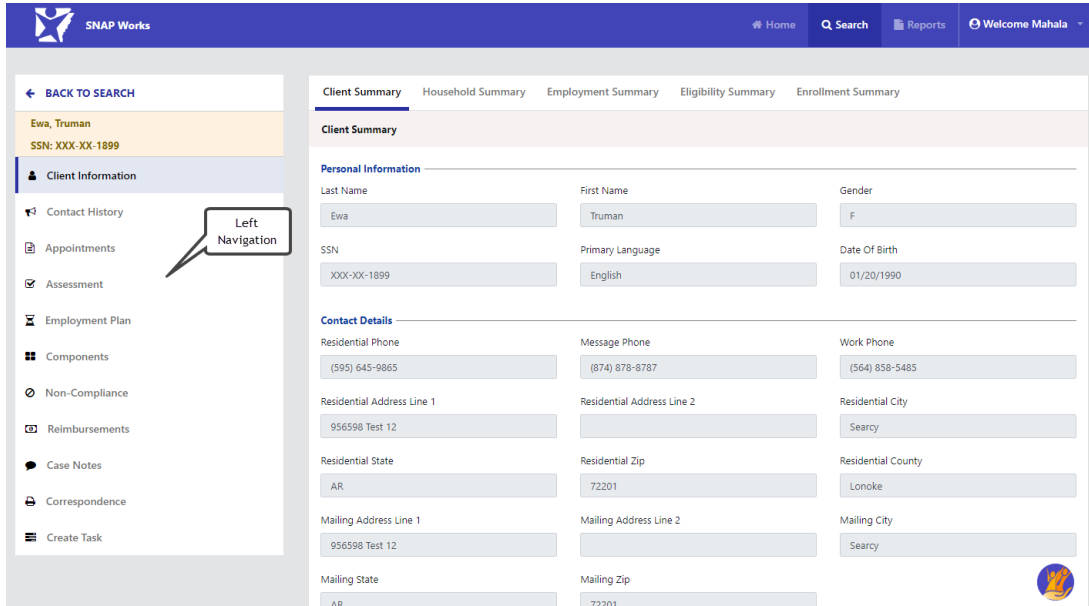 SNAP Works
Home
Search
Reports
Welcome Mahala
BACK TO SEARCH
Ewa, Truman
SSN: XXX-XX-1899
Client Information
Contact History
Appointments
Assessment
Employment Plan
Components
Non-Compliance
Reimbursements
Case Notes
Correspondence
Create Task
Left
Navigation
Client Summary Household Summary Employment Summary Eligibility Summary Enrollment Summary
Client Summary
Personal Information
Last Name First Name Gender
Ewa Truman F
SSN Primary Language Date Of Birth
XXX-XX-1899 English 01/20/1990
Contact Details
Residential Phone Message Phone Work Phone
(595) 645-9865 (874) 878-8787 (564) 858-5485
Residential Address Line 1 Residential Address Line 2 Residential City
956598 Test 12 Searcy
Residential State Residential Zip Residential County
AR 72201 Lonoke
Mailing Address Line 1 Mailing Address Line 2 Mailing City
956598 Test 12 Searcy
Mailing State Mailing Zip
AR 72201